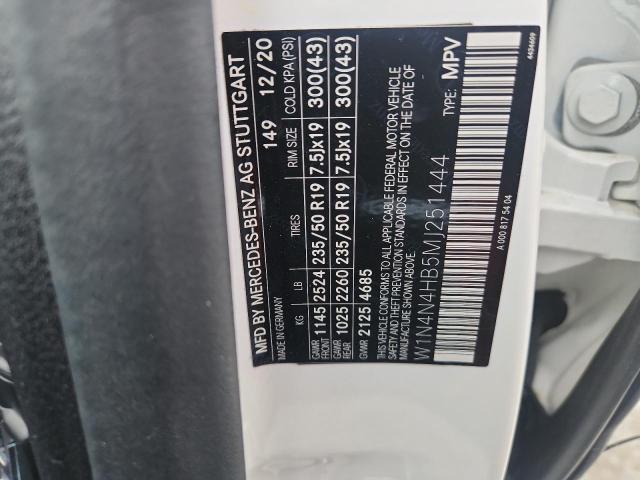 MFD BY MERCEDES-BENZ AG STUTTGART
MADE IN GERMANY 149 12/20
KG LB TIRES RIM SIZE COLD KPA (PSI)
GAWR FRONT 1145 2524 235/50 R19 7.5Jx19 300(43)
GAWR REAR 1025 2260 235/50 R19 7.5Jx19 300(43)
GVWR 2125 4685
THIS VEHICLE CONFORMS TO ALL APPLICABLE FEDERAL MOTOR VEHICLE
SAFETY AND THEFT PREVENTION STANDARDS IN EFFECT ON THE DATE OF
MANUFACTURE SHOWN ABOVE.
W1N4N4HB5MJ251444 TYPE: MPV
A 000 817 54 04